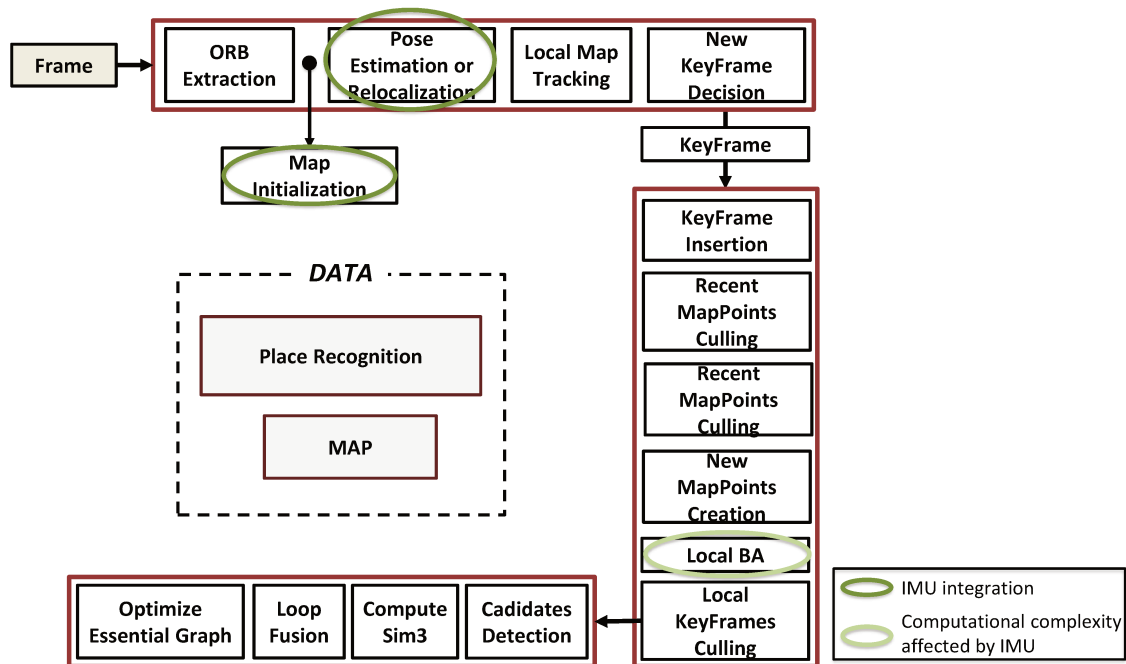 Frame
ORB
Extraction
Pose
Estimation or
Relocalization
Local Map
Tracking
New
KeyFrame
Decision
KeyFrame
Map
Initialization
KeyFrame
Insertion
DATA
Recent
MapPoints
Culling
Place Recognition
Recent
MapPoints
Culling
MAP
New
MapPoints
Creation
Local BA
Local
KeyFrames
Culling
Optimize
Essential Graph
Loop
Fusion
Compute
Sim3
Cadidates
Detection
IMU integration
Computational complexity
affected by IMU